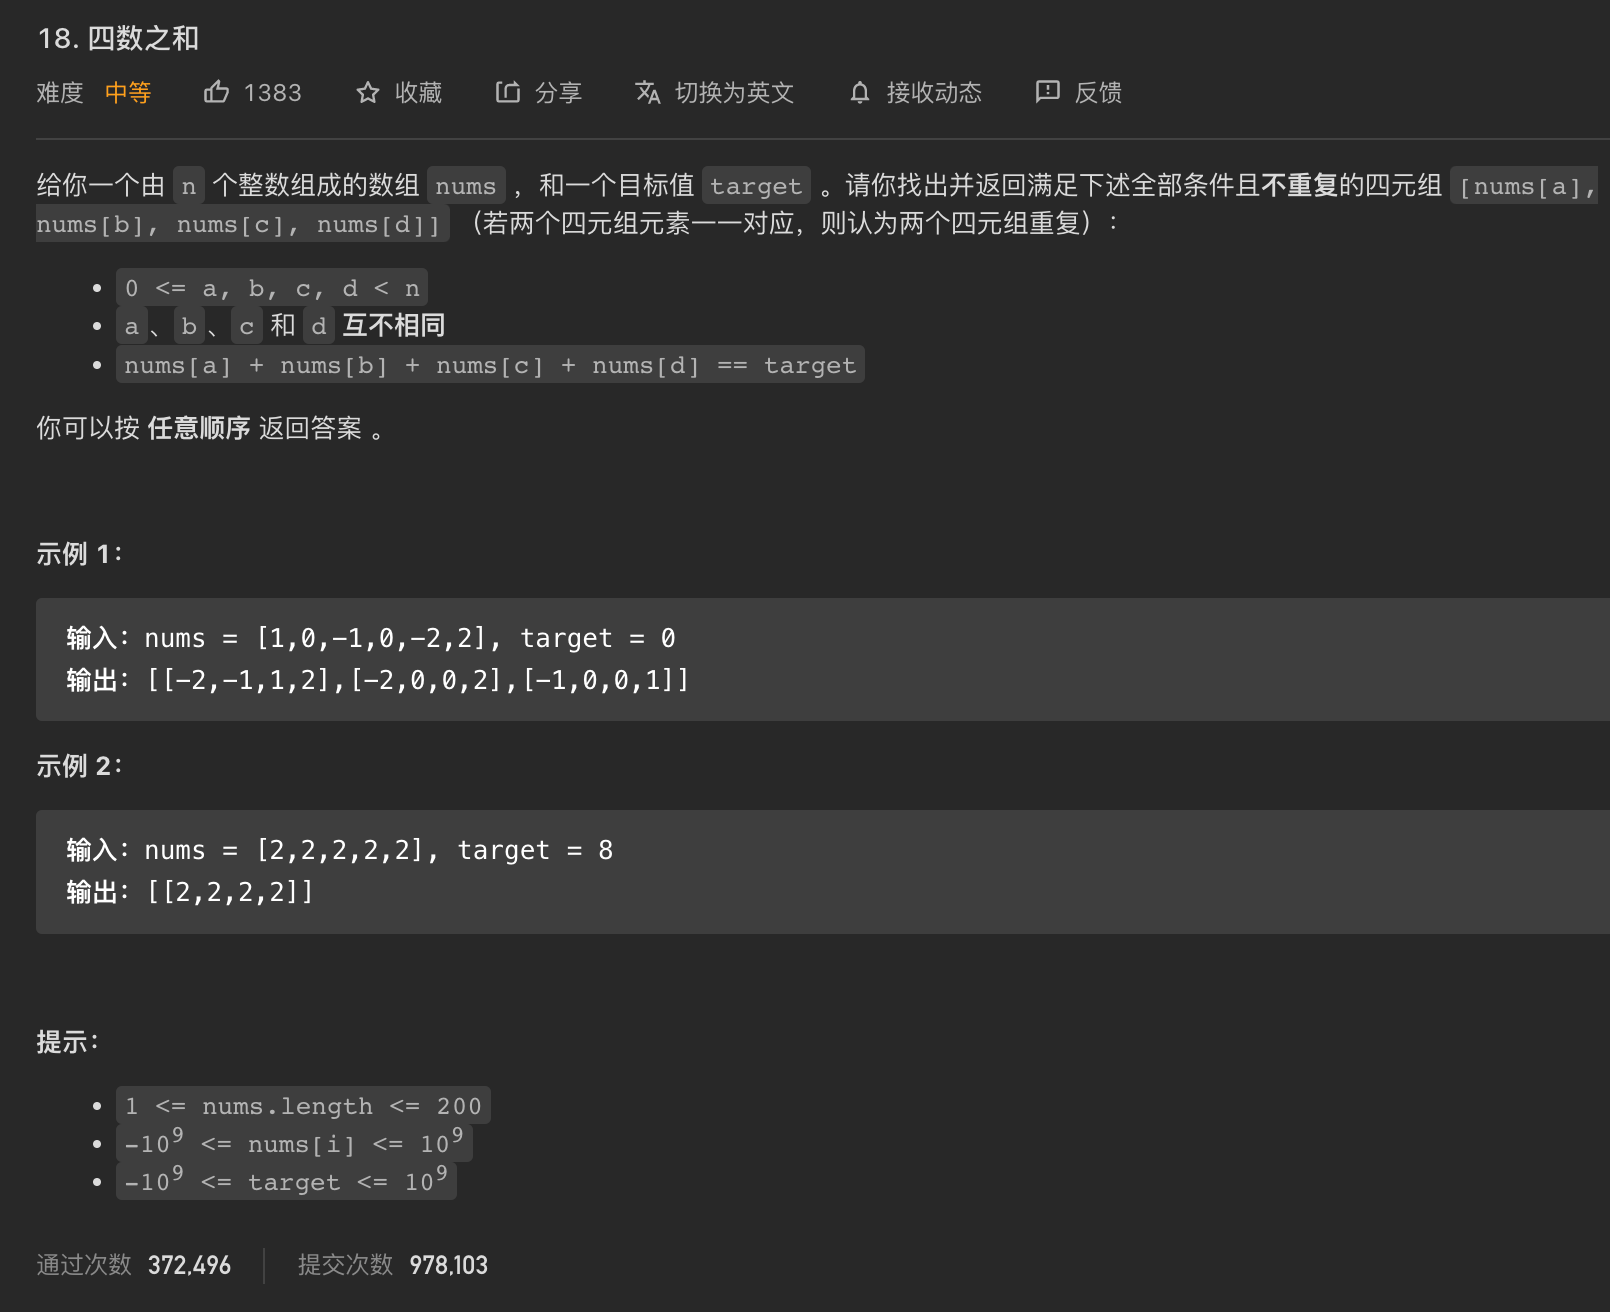 18. 四数之和
难度 中等 1383 收藏 分享 切换为英文 接收动态 反馈
给你一个由 n 个整数组成的数组 nums ，和一个目标值 target 。请你找出并返回满足下述全部条件且不重复的四元组 [nums[a],
nums[b], nums[c], nums[d]] （若两个四元组元素一一对应，则认为两个四元组重复）：
• 0 <= a, b, c, d < n
• a、b、c 和 d 互不相同
• nums[a] + nums[b] + nums[c] + nums[d] == target
你可以按 任意顺序 返回答案 。
示例 1：
输入：nums = [1,0,-1,0,-2,2], target = 0
输出：[[-2,-1,1,2],[-2,0,0,2],[-1,0,0,1]]
示例 2：
输入：nums = [2,2,2,2,2], target = 8
输出：[[2,2,2,2]]
提示：
• 1 <= nums.length <= 200
• -10⁹ <= nums[i] <= 10⁹
• -10⁹ <= target <= 10⁹
通过次数 372,496 提交次数 978,103